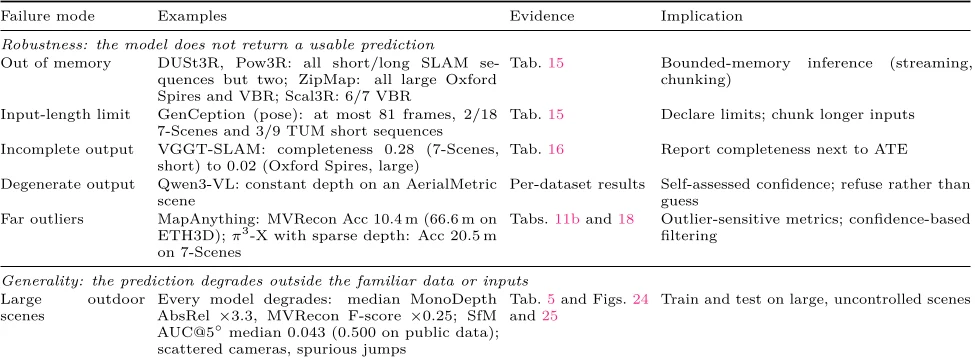 Failure mode Examples Evidence Implication
Robustness: the model does not return a usable prediction
Out of memory DUSt3R, Pow3R: all short/long SLAM se- Tab. 15 Bounded-memory inference (streaming,
quences but two; ZipMap: all large Oxford chunking)
Spires and VBR; Scal3R: 6/7 VBR
Input-length limit GenCeption (pose): at most 81 frames, 2/18 Tab. 15 Declare limits; chunk longer inputs
7-Scenes and 3/9 TUM short sequences
Incomplete output VGGT-SLAM: completeness 0.28 (7-Scenes, Tab. 16 Report completeness next to ATE
short) to 0.02 (Oxford Spires, large)
Degenerate output Qwen3-VL: constant depth on an AerialMetric Per-dataset results Self-assessed confidence; refuse rather than
scene guess
Far outliers MapAnything: MVRecon Acc 10.4 m (66.6 m on Tabs. 11b and 18 Outlier-sensitive metrics; confidence-based
ETH3D); π³-X with sparse depth: Acc 20.5 m filtering
on 7-Scenes
Generality: the prediction degrades outside the familiar data or inputs
Large outdoor Every model degrades: median MonoDepth Tab. 5 and Figs. 24 Train and test on large, uncontrolled scenes
scenes AbsRel ×3.3, MVRecon F-score ×0.25; SfM and 25
AUC@5° median 0.043 (0.500 on public data);
scattered cameras, spurious jumps